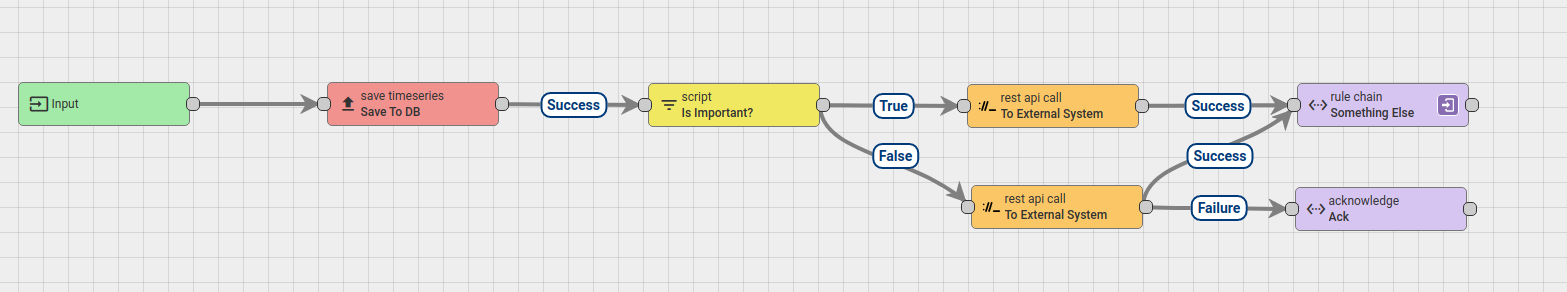 Input
save timeseries
Save To DB
Success
script
Is Important?
True
rest api call
To External System
Success
rule chain
Something Else
False
Success
rest api call
To External System
Failure
acknowledge
Ack